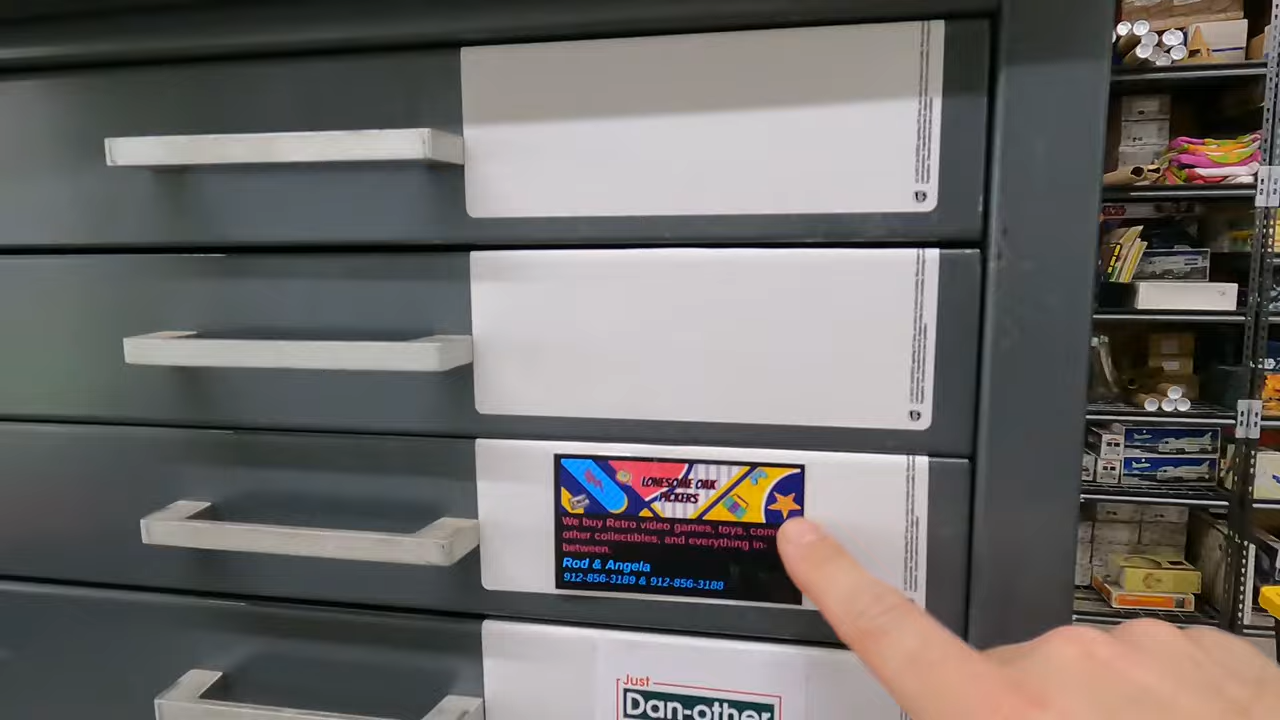 LONESOME OAK
PICKERS
We buy Retro video games, toys,
other collectibles, and everything in-
between.
Rod & Angela
912-856-3189 & 912-856-3188
Just
Dan-other